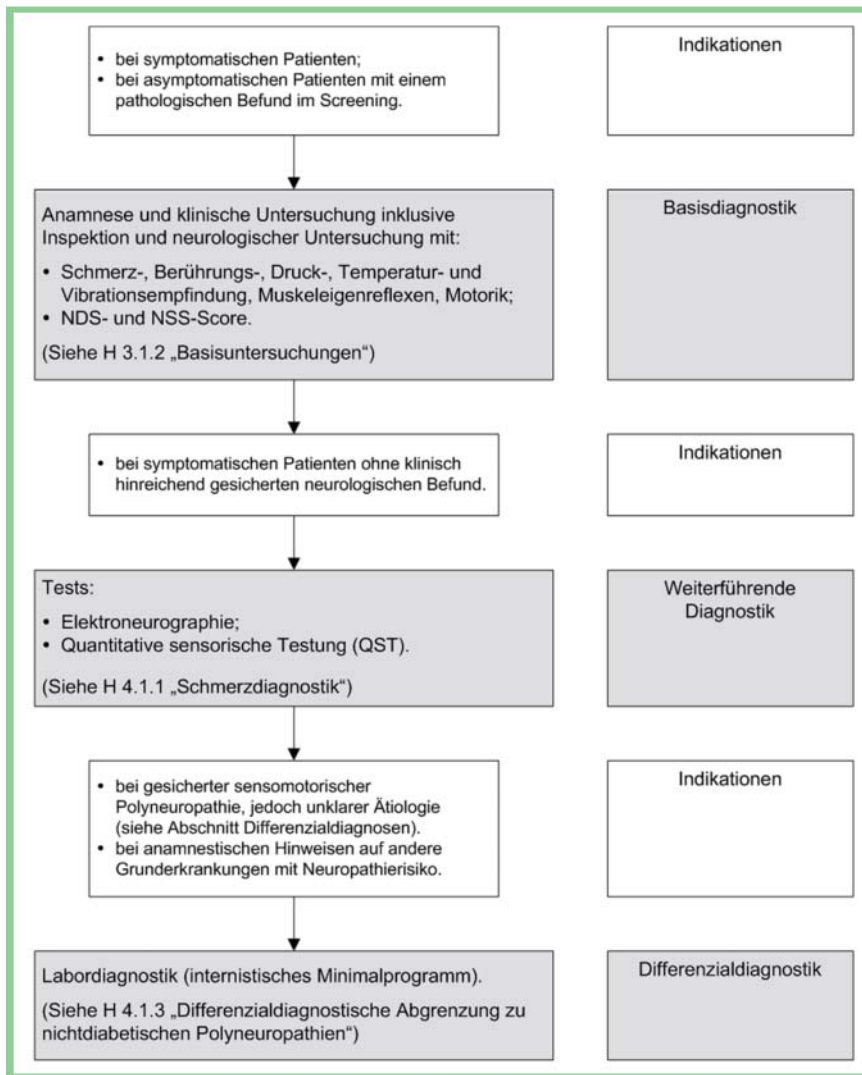 • bei symptomatischen Patienten;
• bei asymptomatischen Patienten mit einem
pathologischen Befund im Screening.
Indikationen
Anamnese und klinische Untersuchung inklusive
Inspektion und neurologischer Untersuchung mit:
• Schmerz-, Berührungs-, Druck-, Temperatur- und
Vibrationsempfindung, Muskeleigenreflexen, Motorik;
• NDS- und NSS-Score.
(Siehe H 3.1.2 „Basisuntersuchungen“)
Basisdiagnostik
• bei symptomatischen Patienten ohne klinisch
hinreichend gesicherten neurologischen Befund.
Indikationen
Tests:
• Elektroneurographie;
• Quantitative sensorische Testung (QST).
(Siehe H 4.1.1 „Schmerzdiagnostik“)
Weiterführende
Diagnostik
• bei gesicherter sensomotorischer
Polyneuropathie, jedoch unklarer Ätiologie
(siehe Abschnitt Differenzialdiagnosen).
• bei anamnestischen Hinweisen auf andere
Grunderkrankungen mit Neuropathierisiko.
Indikationen
Labordiagnostik (internistisches Minimalprogramm).
(Siehe H 4.1.3 „Differenzialdiagnostische Abgrenzung zu
nichtdiabetischen Polyneuropathien“)
Differenzialdiagnostik